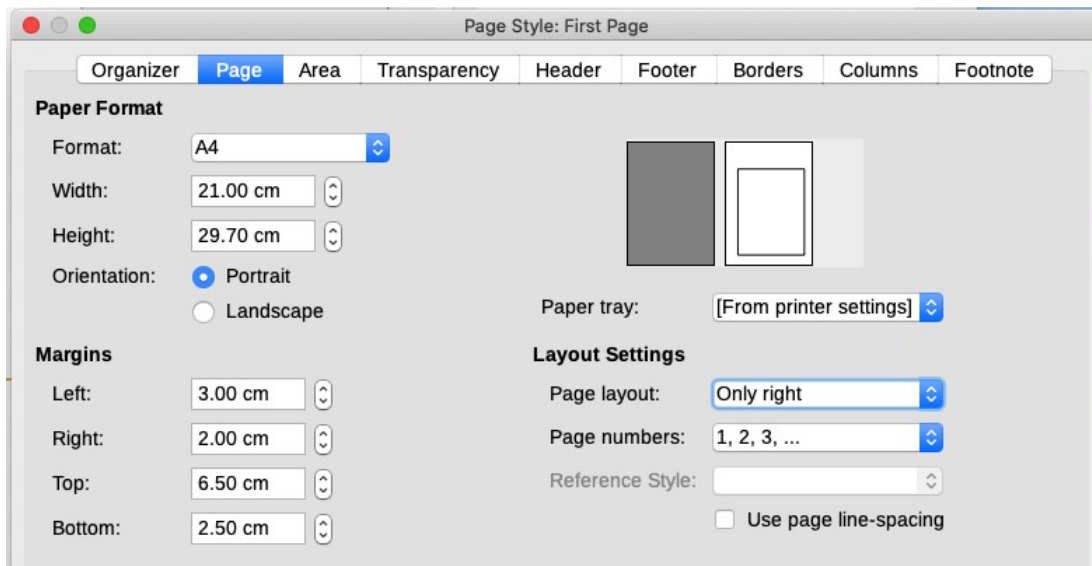 Page Style: First Page
Organizer Page Area Transparency Header Footer Borders Columns Footnote
Paper Format
Format: A4
Width: 21.00 cm
Height: 29.70 cm
Orientation: Portrait
Landscape
Paper tray: [From printer settings]
Margins
Left: 3.00 cm
Right: 2.00 cm
Top: 6.50 cm
Bottom: 2.50 cm
Layout Settings
Page layout: Only right
Page numbers: 1, 2, 3, ...
Reference Style:
Use page line-spacing